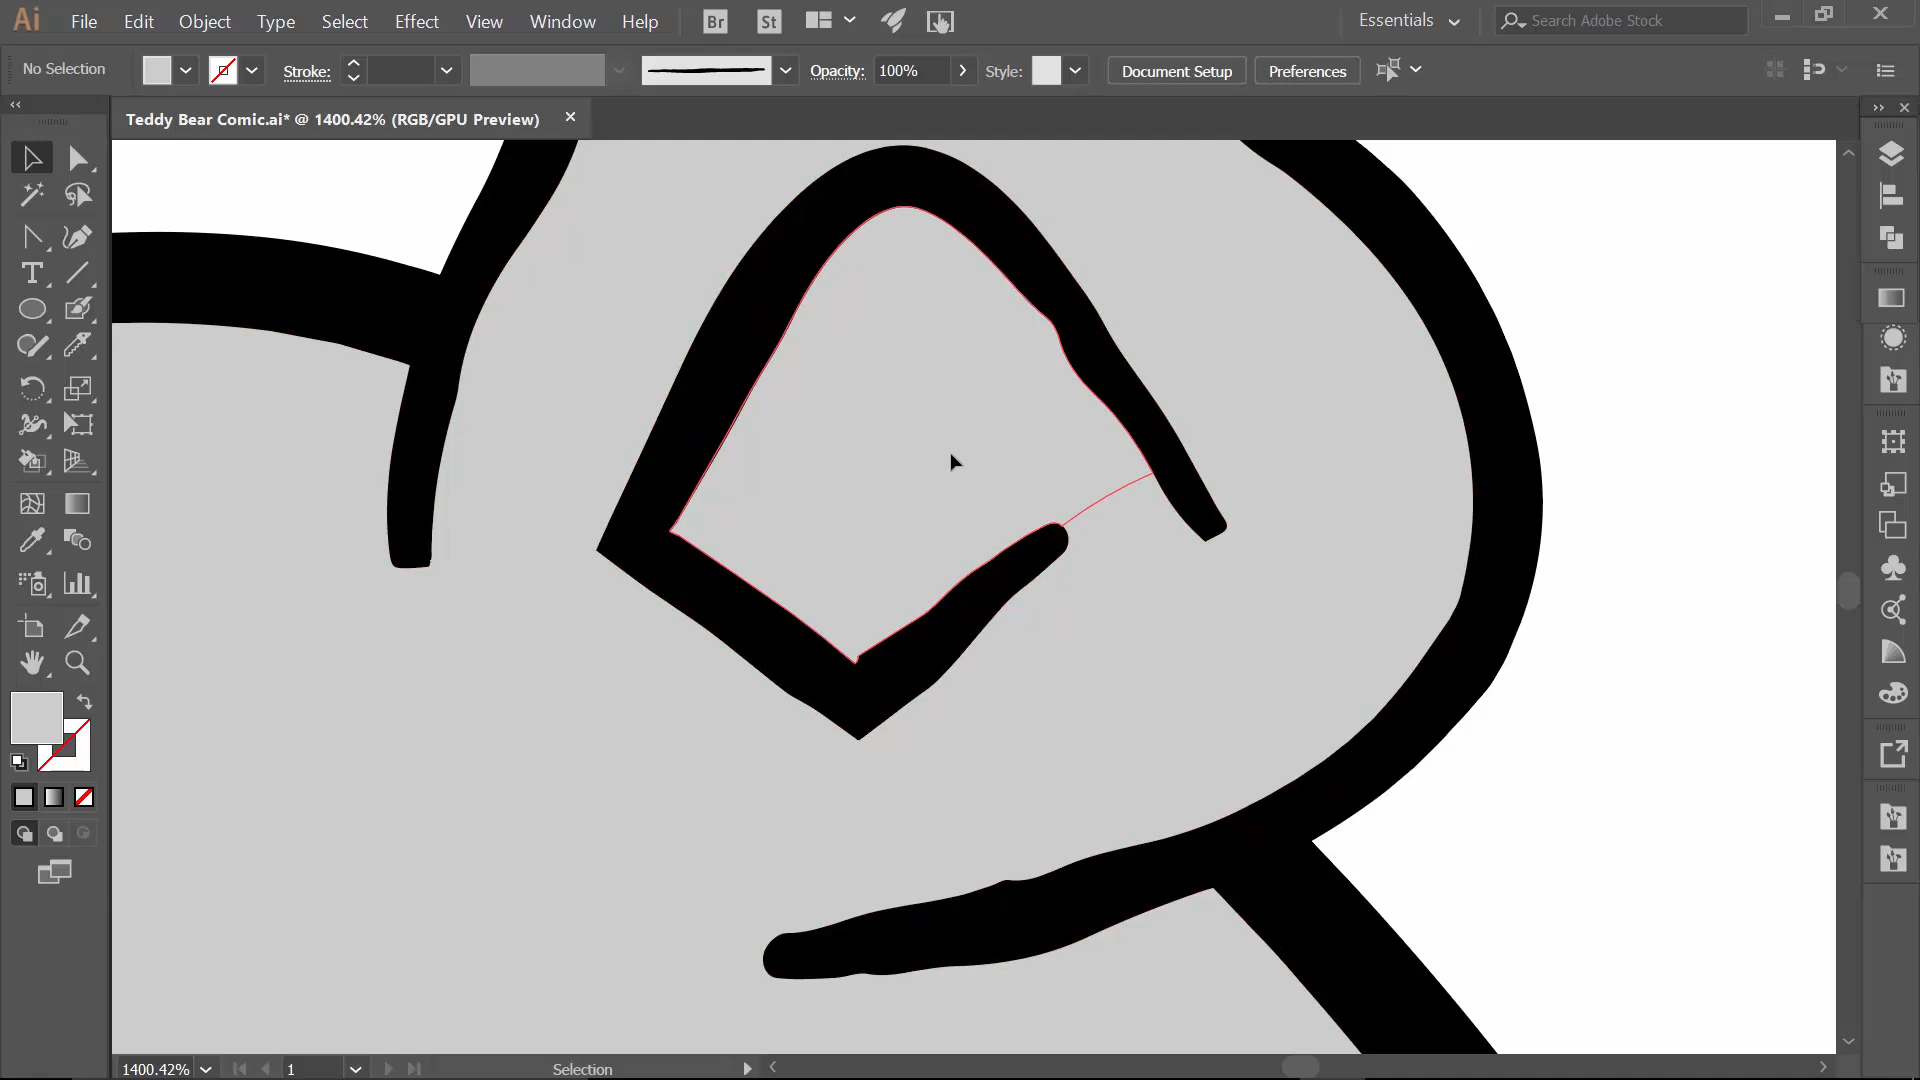 Ai File Edit Object Type Select Effect View Window Help Br St Essentials Search Adobe Stock
No Selection Stroke: Opacity: 100% Style: Document Setup Preferences
Teddy Bear Comic.ai* @ 1400.42% (RGB/GPU Preview)
1400.42% 1 Selection